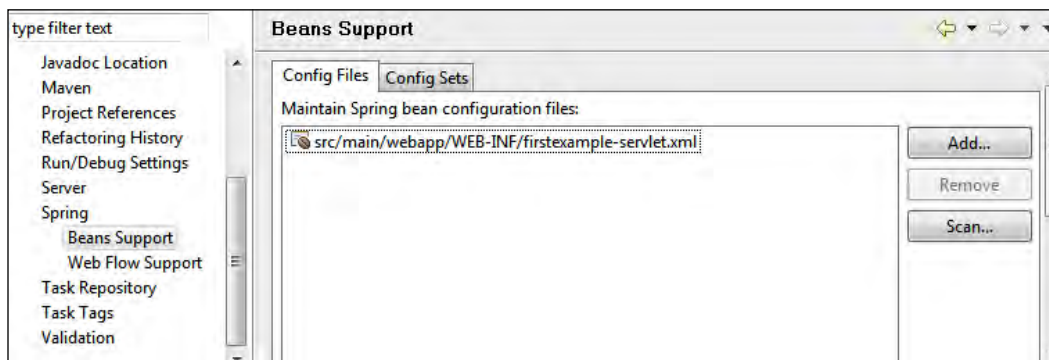 type filter text
Javadoc Location
Maven
Project References
Refactoring History
Run/Debug Settings
Server
Spring
Beans Support
Web Flow Support
Task Repository
Task Tags
Validation
Beans Support
Config Files
Config Sets
Maintain Spring bean configuration files:
src/main/webapp/WEB-INF/firstexample-servlet.xml
Add...
Remove
Scan...